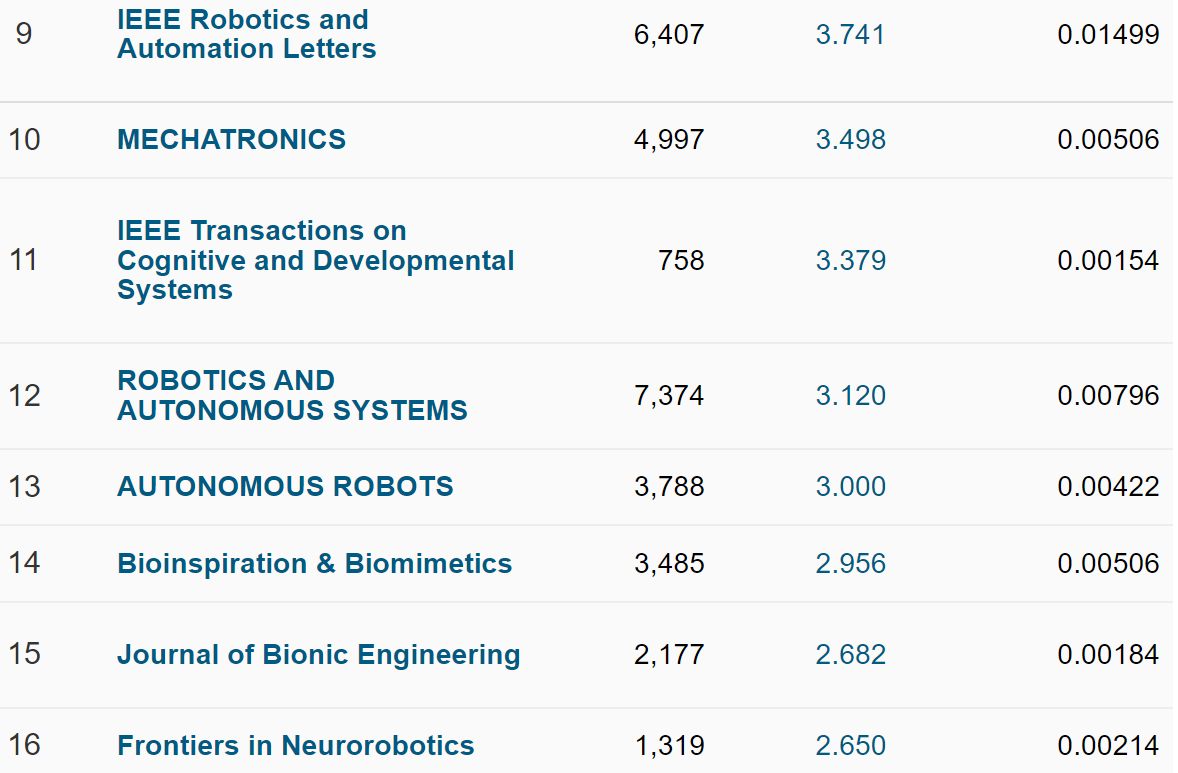 9 IEEE Robotics and Automation Letters 6,407 3.741 0.01499
10 MECHATRONICS 4,997 3.498 0.00506
11 IEEE Transactions on Cognitive and Developmental Systems 758 3.379 0.00154
12 ROBOTICS AND AUTONOMOUS SYSTEMS 7,374 3.120 0.00796
13 AUTONOMOUS ROBOTS 3,788 3.000 0.00422
14 Bioinspiration & Biomimetics 3,485 2.956 0.00506
15 Journal of Bionic Engineering 2,177 2.682 0.00184
16 Frontiers in Neurorobotics 1,319 2.650 0.00214